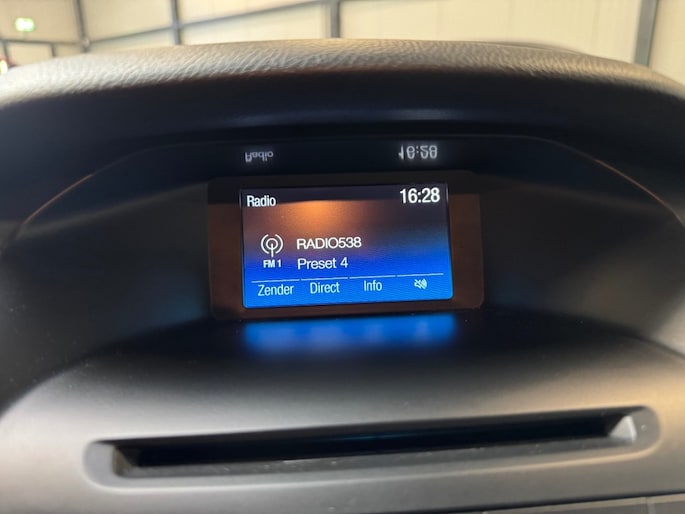 Radio 16:28
RADIO538
FM 1 Preset 4
Zender Direct Info